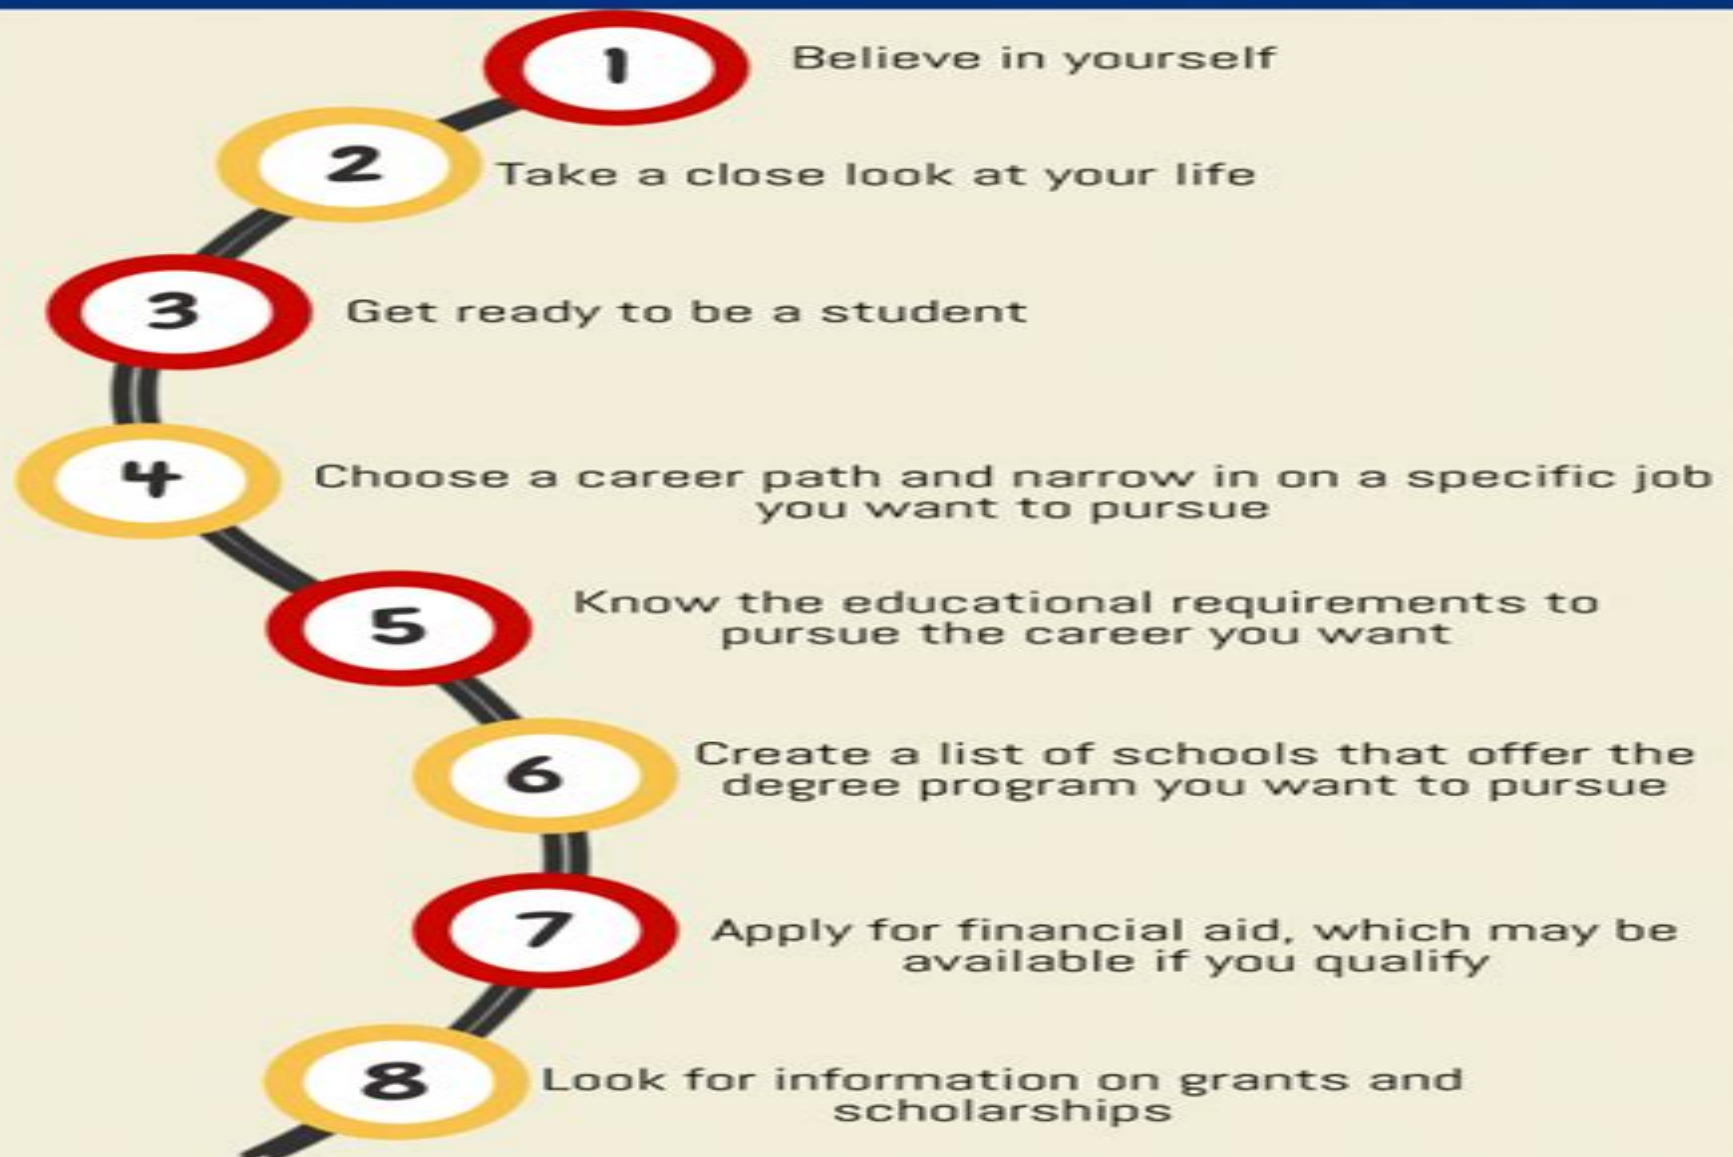 1
Believe in yourself
2
Take a close look at your life
3
Get ready to be a student
4
Choose a career path and narrow in on a specific job
you want to pursue
5
Know the educational requirements to
pursue the career you want
6
Create a list of schools that offer the
degree program you want to pursue
7
Apply for financial aid, which may be
available if you qualify
8
Look for information on grants and
scholarships